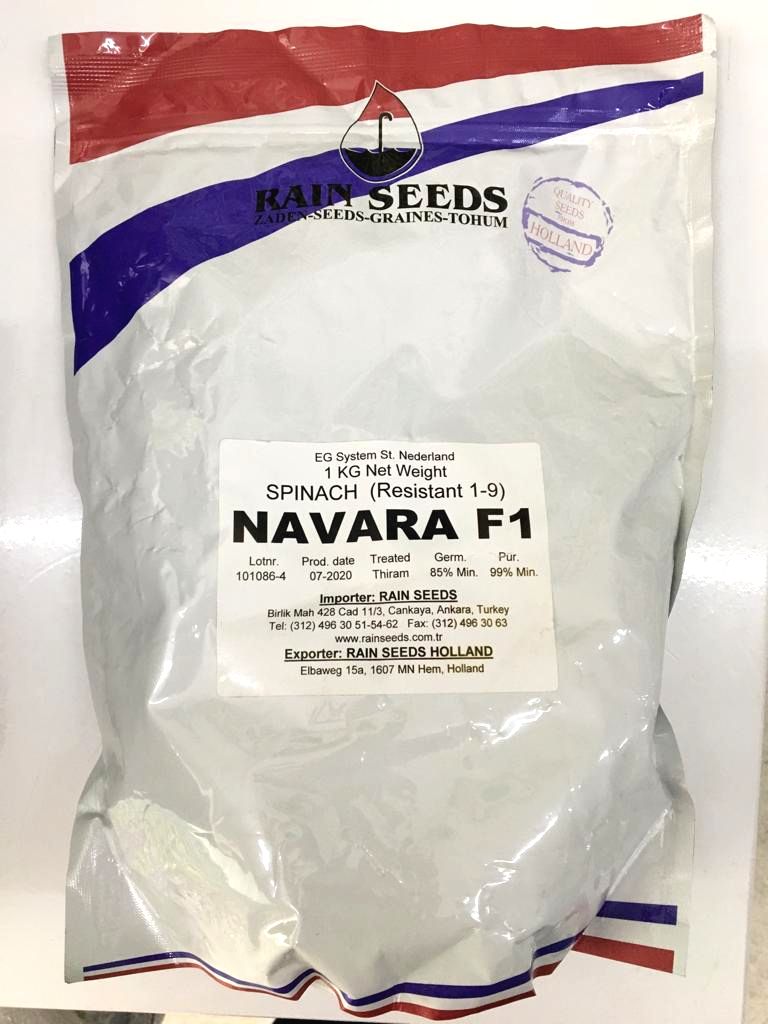 RAIN SEEDS
ZADEN-SEEDS-GRAINES-TOHUM
QUALITY
SEEDS
FROM
HOLLAND
EG System St. Nederland
1 KG Net Weight
SPINACH (Resistant 1-9)
NAVARA F1
Lotnr. Prod. date Treated Germ. Pur.
101086-4 07-2020 Thiram 85% Min. 99% Min.
Importer: RAIN SEEDS
Birlik Mah 428 Cad 11/3, Cankaya, Ankara, Turkey
Tel: (312) 496 30 51-54-62 Fax: (312) 496 30 63
www.rainseeds.com.tr
Exporter: RAIN SEEDS HOLLAND
Elbaweg 15a, 1607 MN Hem, Holland